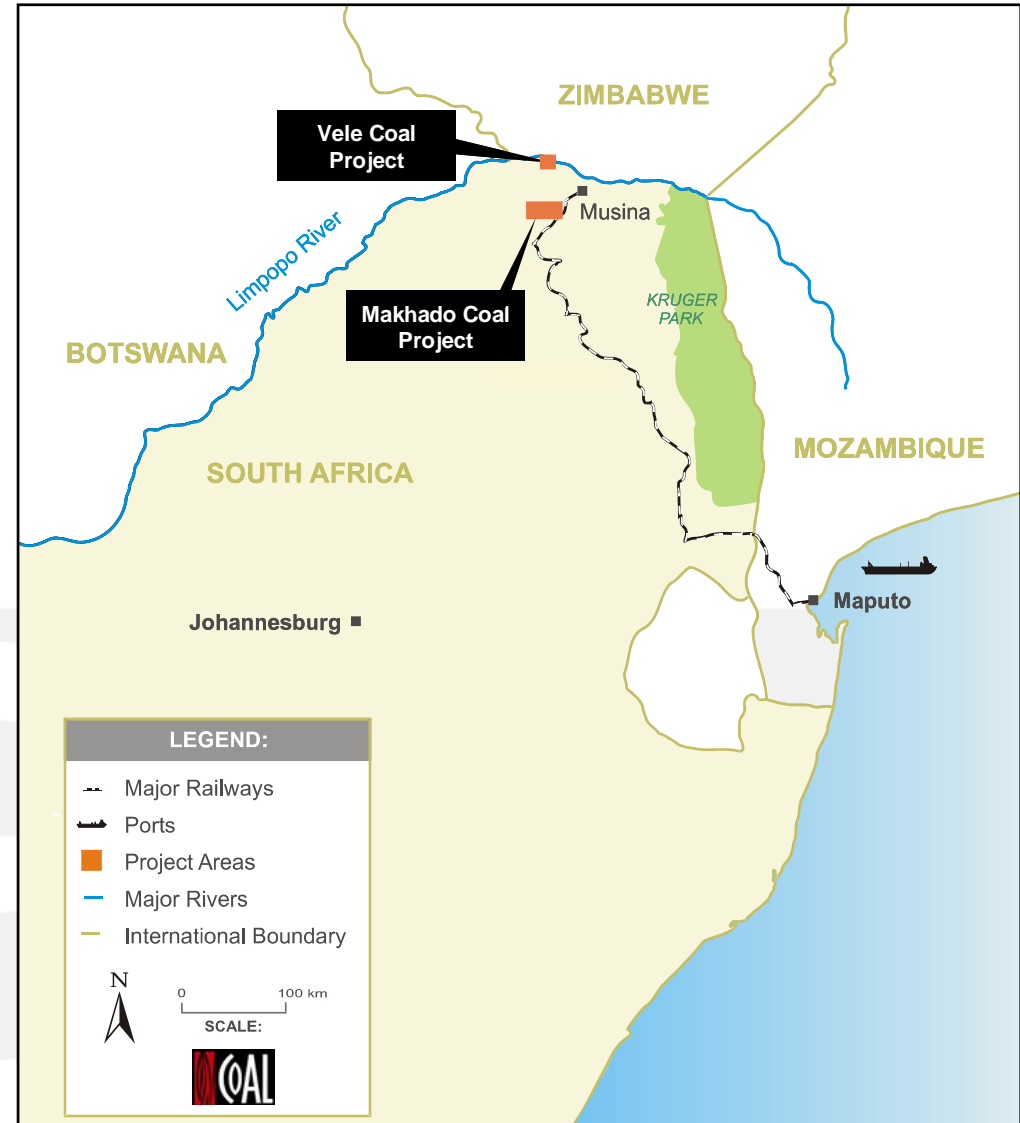 ZIMBABWE
Vele Coal
Project
Musina
Limpopo River
KRUGER
PARK
Makhado Coal
Project
BOTSWANA
MOZAMBIQUE
SOUTH AFRICA
Maputo
Johannesburg
LEGEND:
Major Railways
Ports
Project Areas
Major Rivers
International Boundary
N
0 100 km
SCALE:
COAL